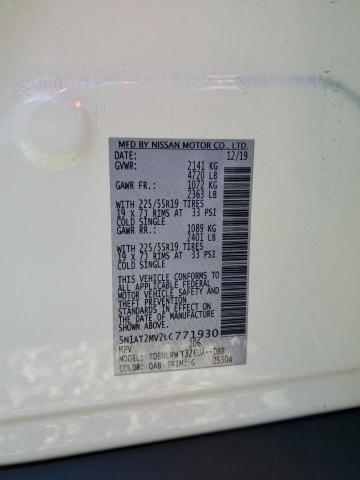 MFD BY NISSAN MOTOR CO., LTD.
DATE: 12/19
GVWR: 2141 KG
4720 LB
GAWR FR.: 1072 KG
2363 LB
WITH 225/55R19 TIRES
19 X 7J RIMS AT 33 PSI
COLD SINGLE
GAWR RR.: 1089 KG
2401 LB
WITH 225/55R19 TIRES
19 X 7J RIMS AT 33 PSI
COLD SINGLE
THIS VEHICLE CONFORMS TO ALL
APPLICABLE FEDERAL MOTOR
VEHICLE SAFETY AND BUMPER
STANDARDS IN EFFECT ON THE
DATE OF MANUFACTURE SHOWN
ABOVE.
5N1AT2MV2LC771930
MPV 106
MODEL:
COLOR: QAB TRIM: G 2S30A